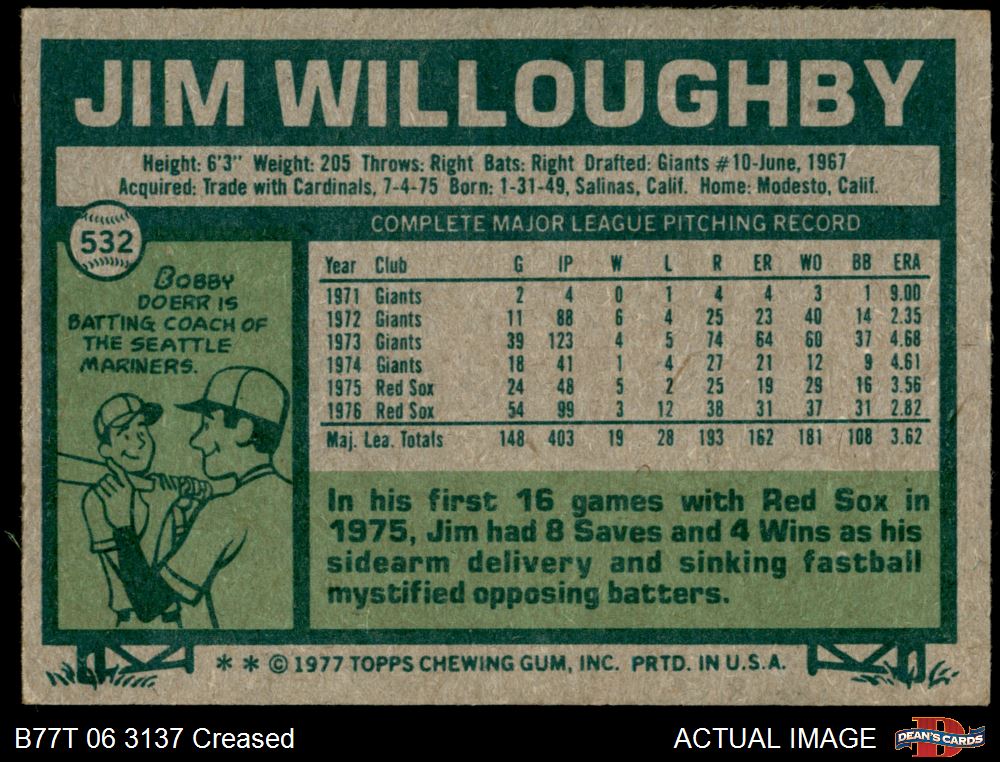 JIM WILLOUGHBY
Height: 6'3" Weight: 205 Throws: Right Bats: Right Drafted: Giants #10-June, 1967
Acquired: Trade with Cardinals, 7-4-75 Born: 1-31-49, Salinas, Calif. Home: Modesto, Calif.
532
BOBBY
DOERR IS
BATTING COACH OF
THE SEATTLE
MARINERS.
COMPLETE MAJOR LEAGUE PITCHING RECORD
Year Club G IP W L R ER WO BB ERA
1971 Giants 2 4 0 1 4 4 3 1 9.00
1972 Giants 11 88 6 4 25 23 40 14 2.35
1973 Giants 39 123 4 5 74 64 60 37 4.68
1974 Giants 18 41 1 4 27 21 12 9 4.61
1975 Red Sox 24 48 5 2 25 19 29 16 3.56
1976 Red Sox 54 99 3 12 38 31 37 31 2.82
Maj. Lea. Totals 148 403 19 28 193 162 181 108 3.62
In his first 16 games with Red Sox in
1975, Jim had 8 Saves and 4 Wins as his
sidearm delivery and sinking fastball
mystified opposing batters.
* * © 1977 TOPPS CHEWING GUM, INC. PRTD. IN U.S.A.
B77T 06 3137 Creased
ACTUAL IMAGE
DEAN'S CARDS